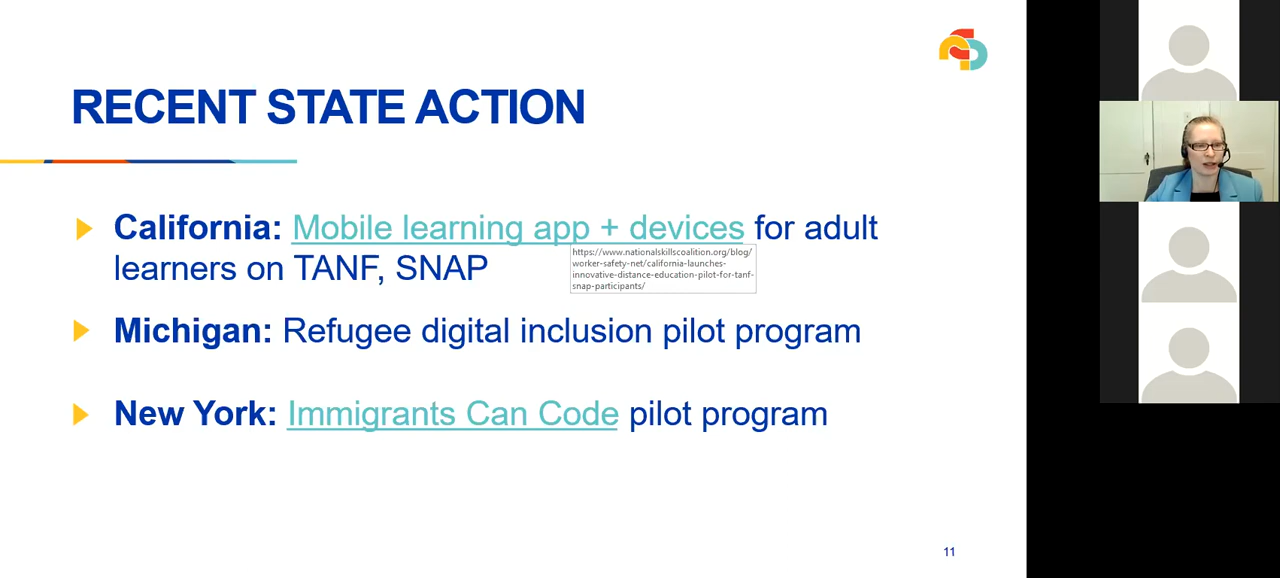 RECENT STATE ACTION
California: Mobile learning app + devices for adult
learners on TANF, SNAP
https://www.nationalskillscoalition.org/blog/
worker-safety-net/california-launches-
innovative-distance-education-pilot-for-tanf-
snap-participants/
Michigan: Refugee digital inclusion pilot program
New York: Immigrants Can Code pilot program
11